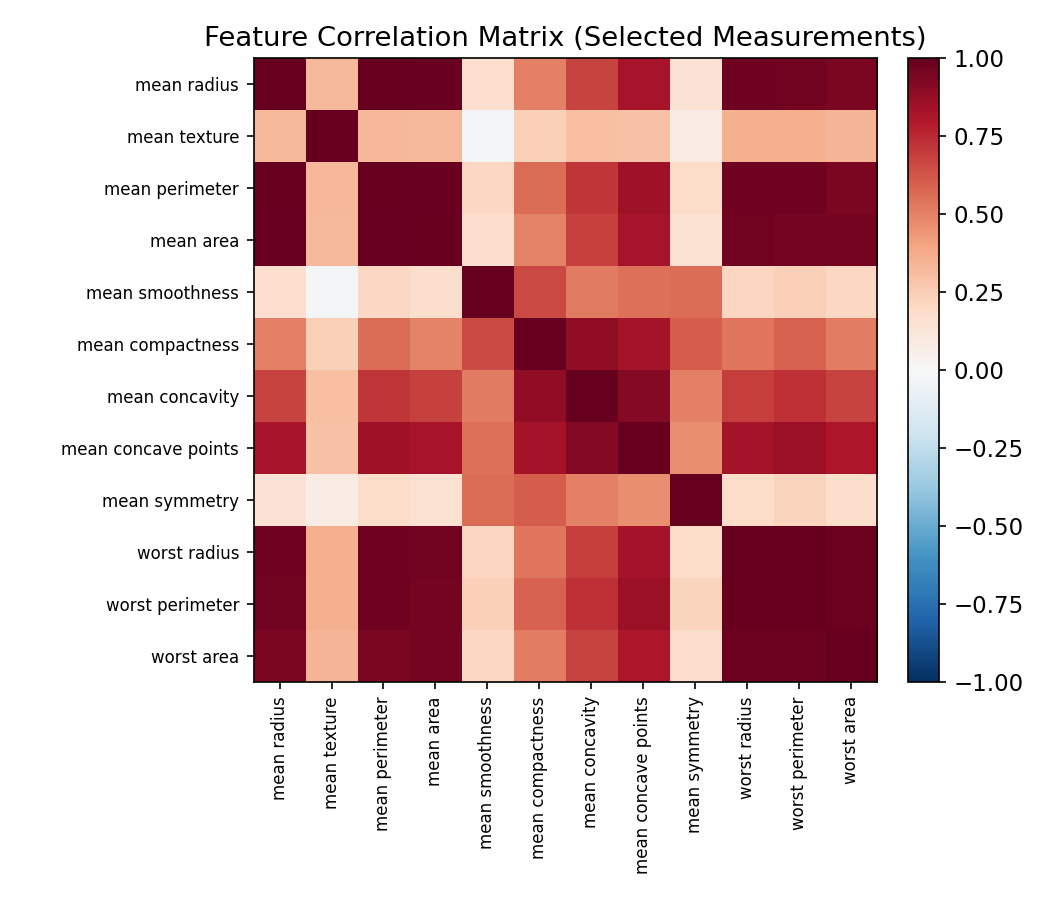 Feature Correlation Matrix (Selected Measurements)
mean radius
mean texture
mean perimeter
mean area
mean smoothness
mean compactness
mean concavity
mean concave points
mean symmetry
worst radius
worst perimeter
worst area
mean radius
mean texture
mean perimeter
mean area
mean smoothness
mean compactness
mean concavity
mean concave points
mean symmetry
worst radius
worst perimeter
worst area
1.00
0.75
0.50
0.25
0.00
−0.25
−0.50
−0.75
−1.00